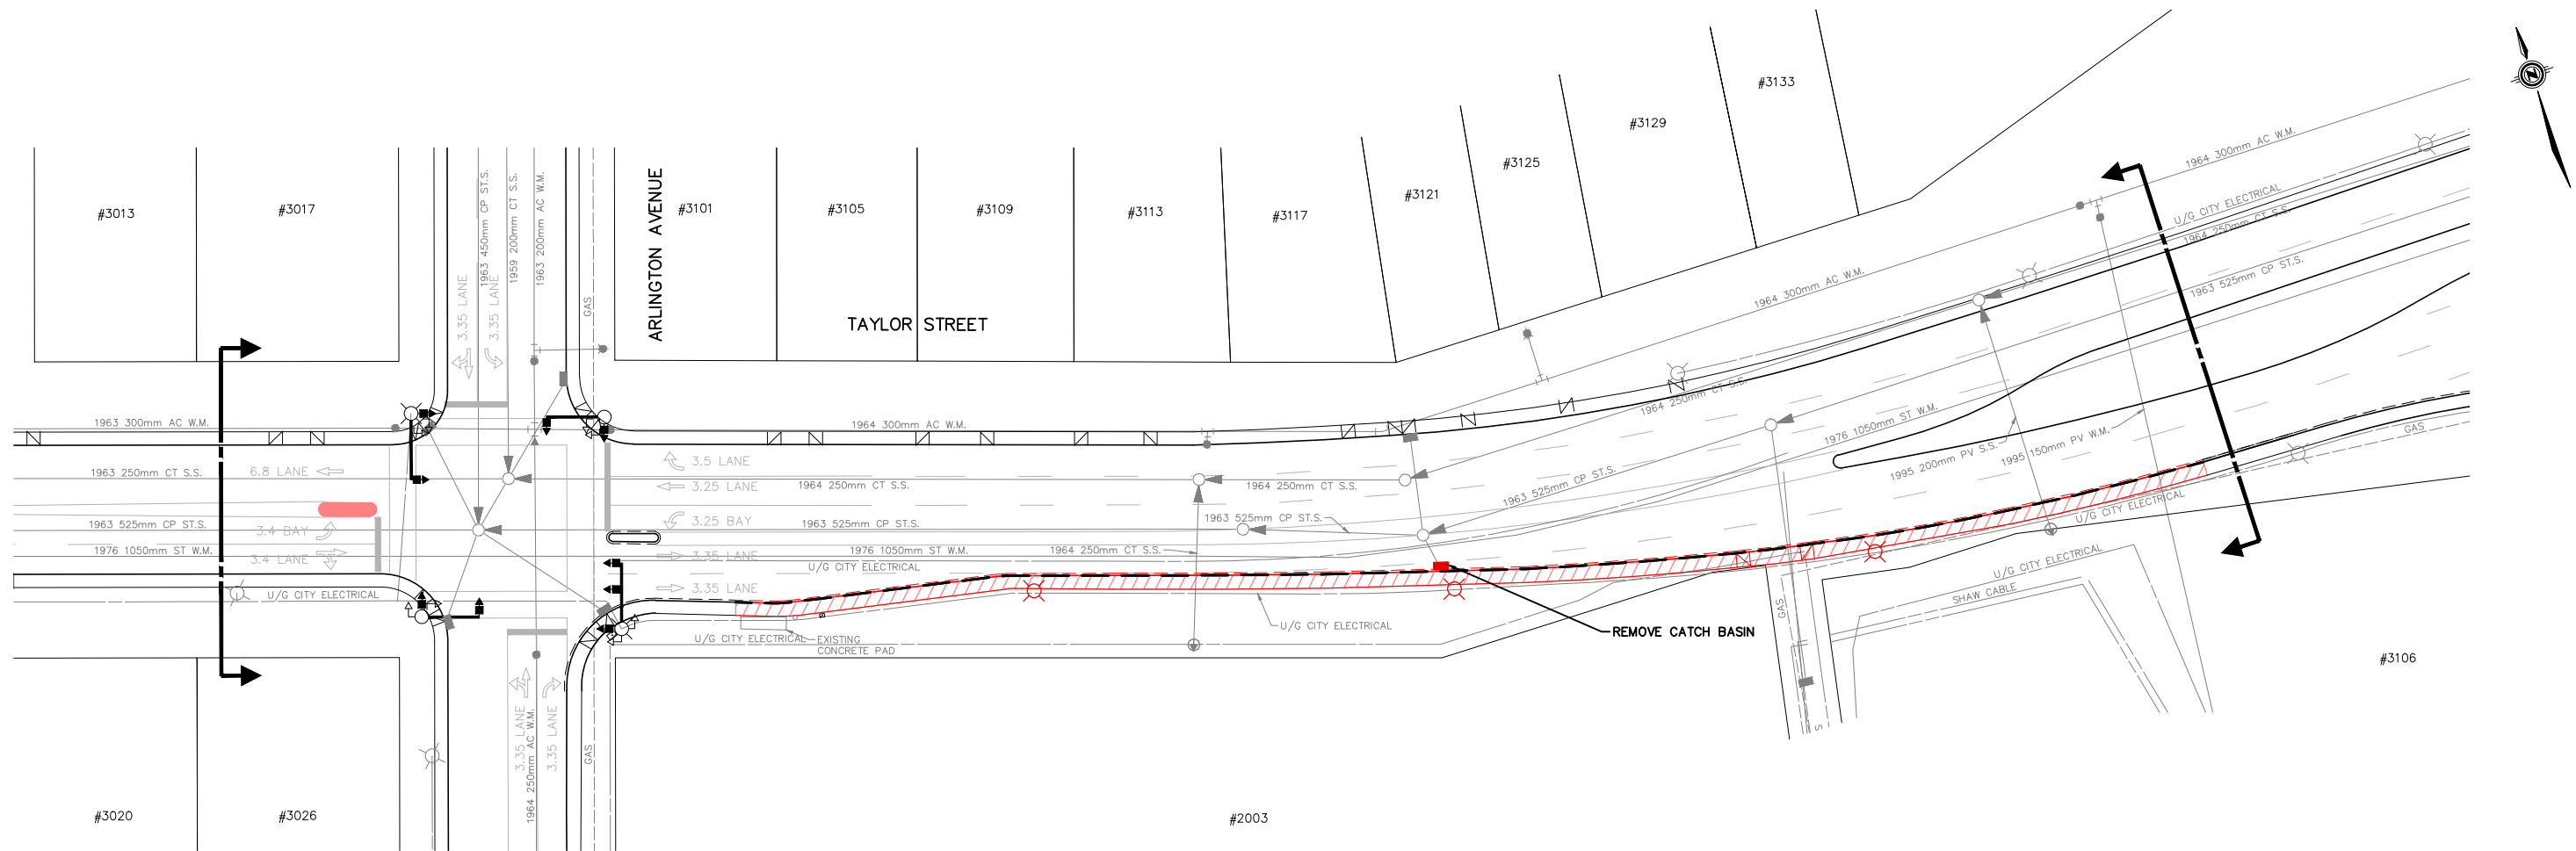 #3133
#3129
#3125
#3121
#3013
#3017
#3101
#3105
#3109
#3113
#3117
ARLINGTON AVENUE
TAYLOR STREET
1963 450mm CP ST.S.
1959 200mm CT S.S.
1963 200mm AC W.M.
3.35 LANE
3.35 LANE
GAS
1964 300mm AC W.M.
U/G CITY ELECTRICAL
1964 250mm CT S.S.
1963 525mm CP ST.S.
1964 300mm AC W.M.
1964 250mm CT S.S.
1976 1050mm ST W.M.
1963 300mm AC W.M.
1964 300mm AC W.M.
1963 250mm CT S.S.
6.8 LANE
3.5 LANE
3.25 LANE
1964 250mm CT S.S.
1964 250mm CT S.S.
1963 525mm CP ST.S.
1995 200mm PV S.S.
1995 150mm PV W.M.
GAS
1963 525mm CP ST.S.
3.4 BAY
3.25 BAY
1963 525mm CP ST.S.
1963 525mm CP ST.S.
1976 1050mm ST W.M.
3.4 LANE
3.35 LANE
1976 1050mm ST W.M.
1964 250mm CT S.S.
U/G CITY ELECTRICAL
U/G CITY ELECTRICAL
3.35 LANE
U/G CITY ELECTRICAL
U/G CITY ELECTRICAL
U/G CITY ELECTRICAL
SHAW CABLE
GAS
U/G CITY ELECTRICAL
U/G CITY ELECTRICAL
EXISTING
CONCRETE PAD
REMOVE CATCH BASIN
#3106
3.35 LANE
1964 250mm AC W.M.
3.35 LANE
GAS
S
#3020
#3026
#2003
N